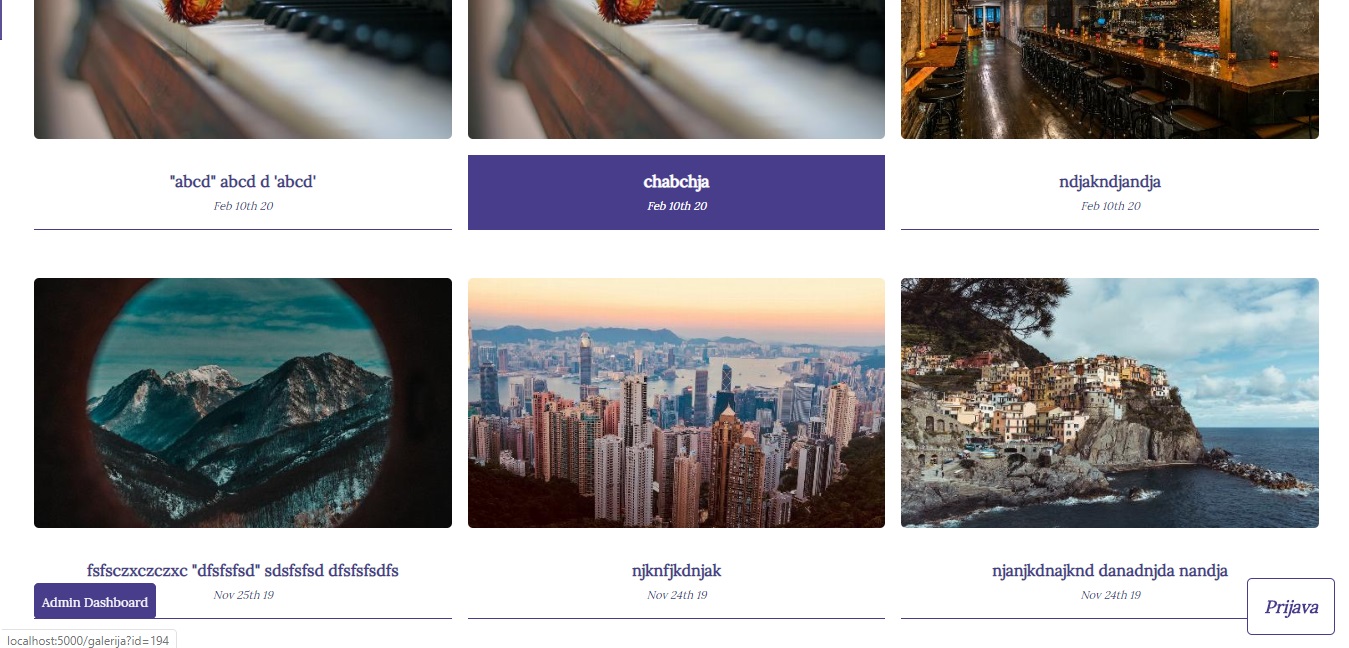 "abcd" abcd d 'abcd'
Feb 10th 20
chabchja
Feb 10th 20
ndjakndjandja
Feb 10th 20
fsfsczxczczxc "dfsfsfsd" sdsfsfsd dfsfsfsdfs
Nov 25th 19
njknfjkdnjak
Nov 24th 19
njanjkdnajknd danadnjda nandja
Nov 24th 19
Admin Dashboard
Prijava
localhost:5000/galerija?id=194